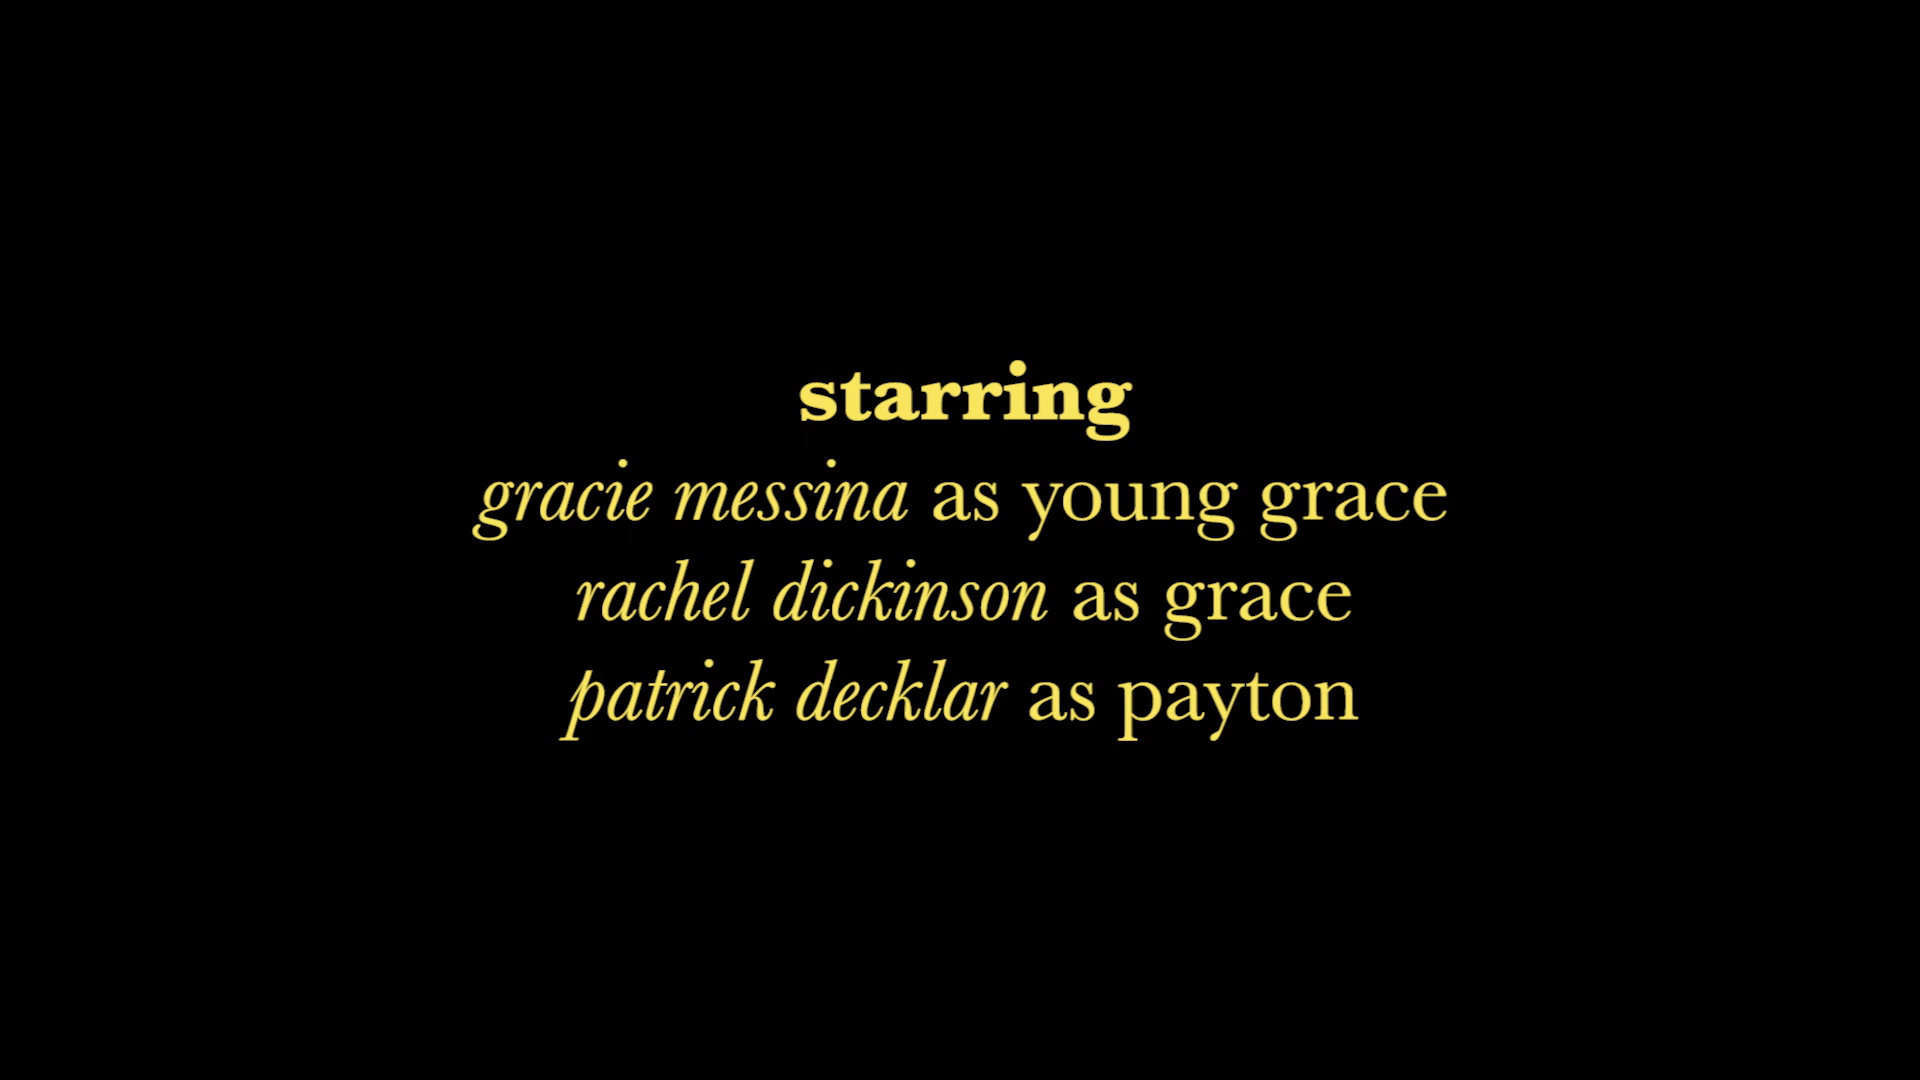 starring
gracie messina as young grace
rachel dickinson as grace
patrick decklar as payton